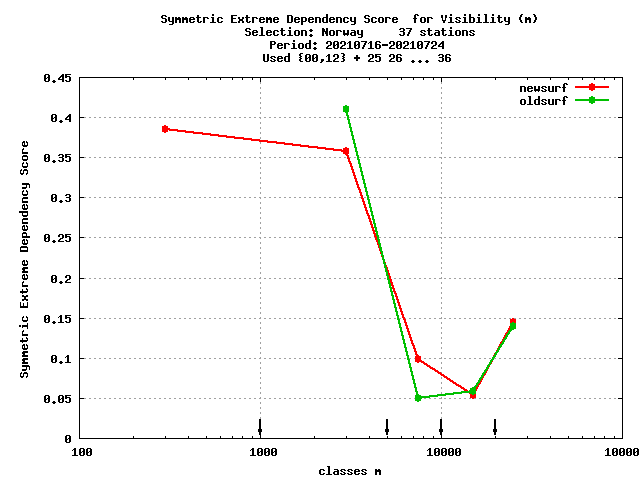 Symmetric Extreme Dependency Score for Visibility (m)
Selection: Norway 37 stations
Period: 20210716-20210724
Used {00,12} + 25 26 ... 36
newsurf
oldsurf
Symmetric Extreme Dependency Score
0.45
0.4
0.35
0.3
0.25
0.2
0.15
0.1
0.05
0
100 1000 10000 10000
classes m